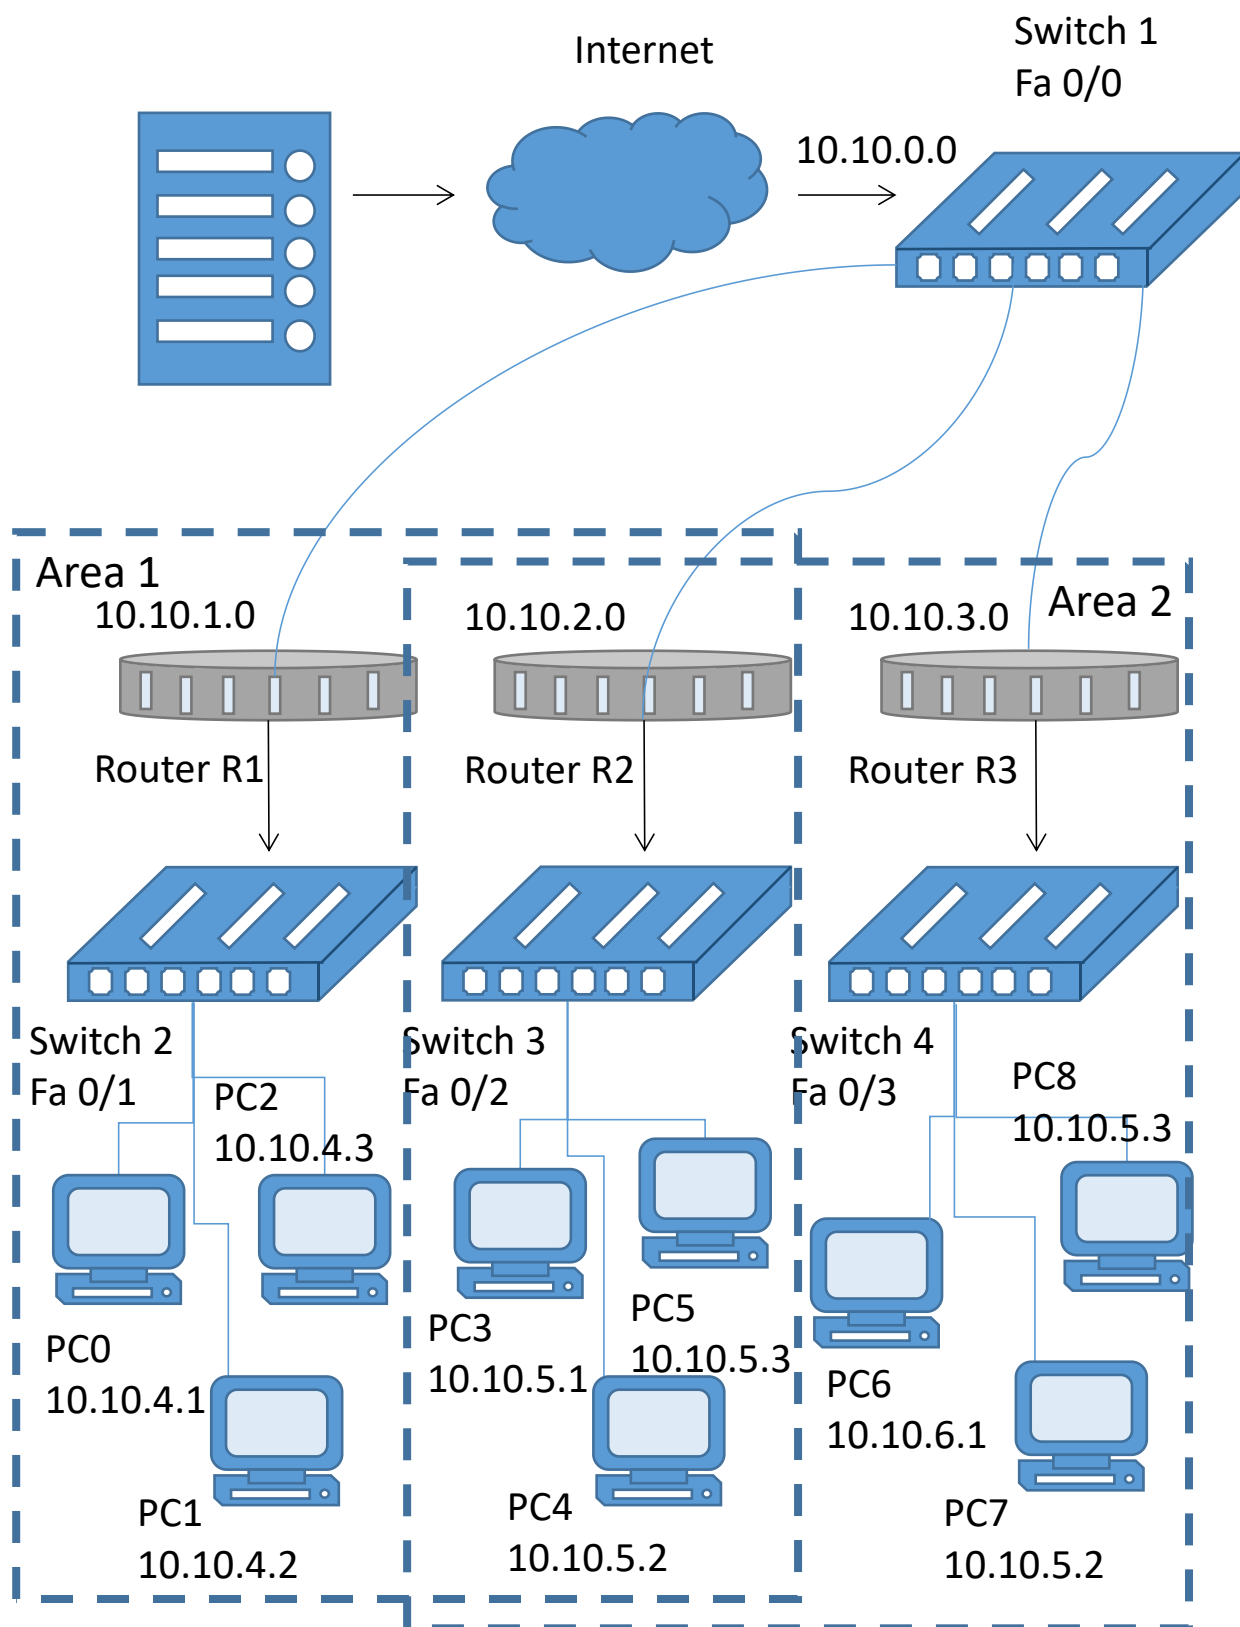 Internet
Switch 1
Fa 0/0
10.10.0.0
Area 1
10.10.1.0
10.10.2.0
10.10.3.0
Area 2
Router R1
Router R2
Router R3
Switch 2
Fa 0/1
Switch 3
Fa 0/2
Switch 4
Fa 0/3
PC2
10.10.4.3
PC8
10.10.5.3
PC0
10.10.4.1
PC3
10.10.5.1
PC5
10.10.5.3
PC6
10.10.6.1
PC1
10.10.4.2
PC4
10.10.5.2
PC7
10.10.5.2